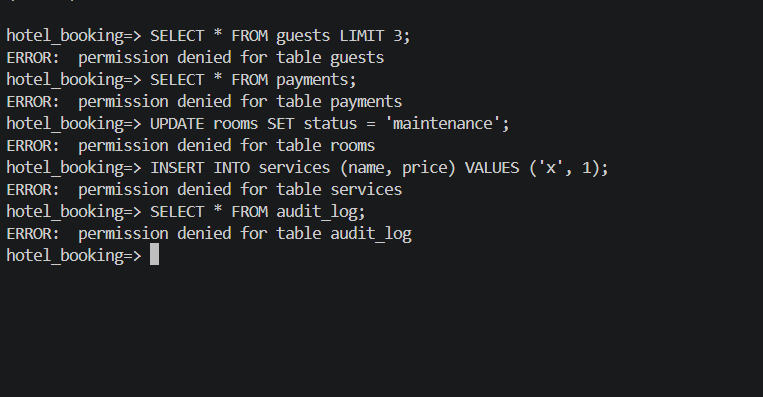 hotel_booking=> SELECT * FROM guests LIMIT 3;
ERROR:  permission denied for table guests
hotel_booking=> SELECT * FROM payments;
ERROR:  permission denied for table payments
hotel_booking=> UPDATE rooms SET status = 'maintenance';
ERROR:  permission denied for table rooms
hotel_booking=> INSERT INTO services (name, price) VALUES ('x', 1);
ERROR:  permission denied for table services
hotel_booking=> SELECT * FROM audit_log;
ERROR:  permission denied for table audit_log
hotel_booking=>